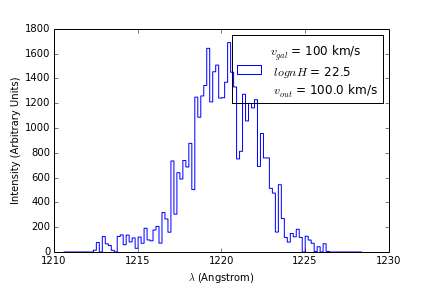 1800
1600
1400
1200
1000
800
600
400
200
0
Intensity (Arbitrary Units)
v_gal = 100 km/s
lognH = 22.5
v_out = 100.0 km/s
1210 1215 1220 1225 1230
λ (Angstrom)